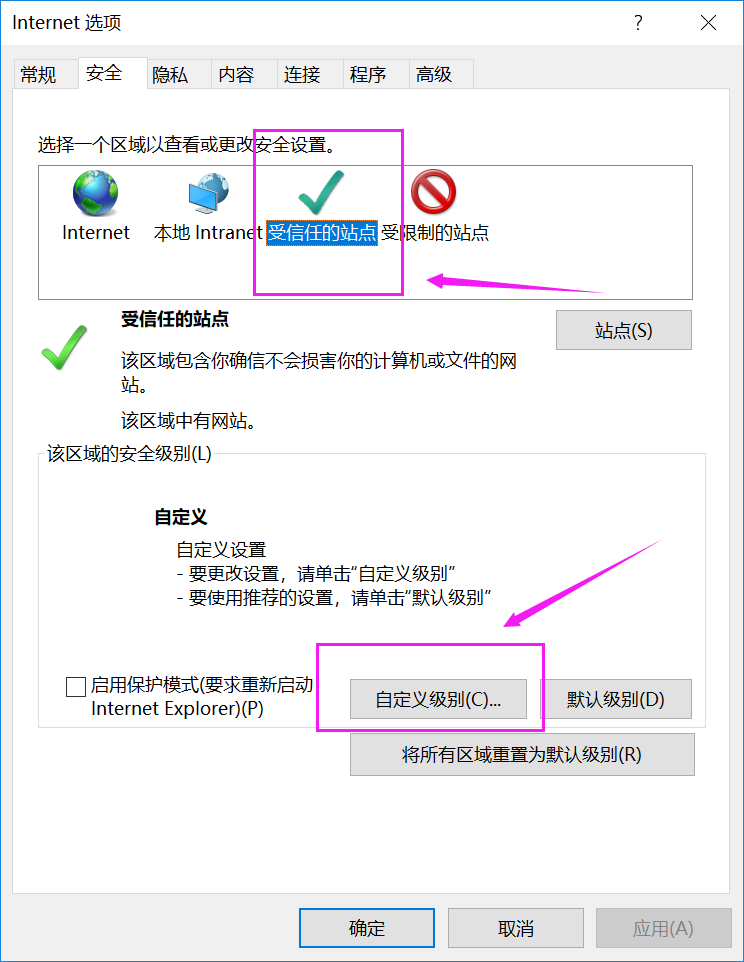 Internet 选项
?
常规 安全 隐私 内容 连接 程序 高级
选择一个区域以查看或更改安全设置。
Internet 本地 Intranet 受信任的站点 受限制的站点
受信任的站点
站点(S)
该区域包含你确信不会损害你的计算机或文件的网
站。
该区域中有网站。
该区域的安全级别(L)
自定义
自定义设置
- 要更改设置，请单击“自定义级别”
- 要使用推荐的设置，请单击“默认级别”
启用保护模式(要求重新启动
Internet Explorer)(P)
自定义级别(C)... 默认级别(D)
将所有区域重置为默认级别(R)
确定 取消 应用(A)